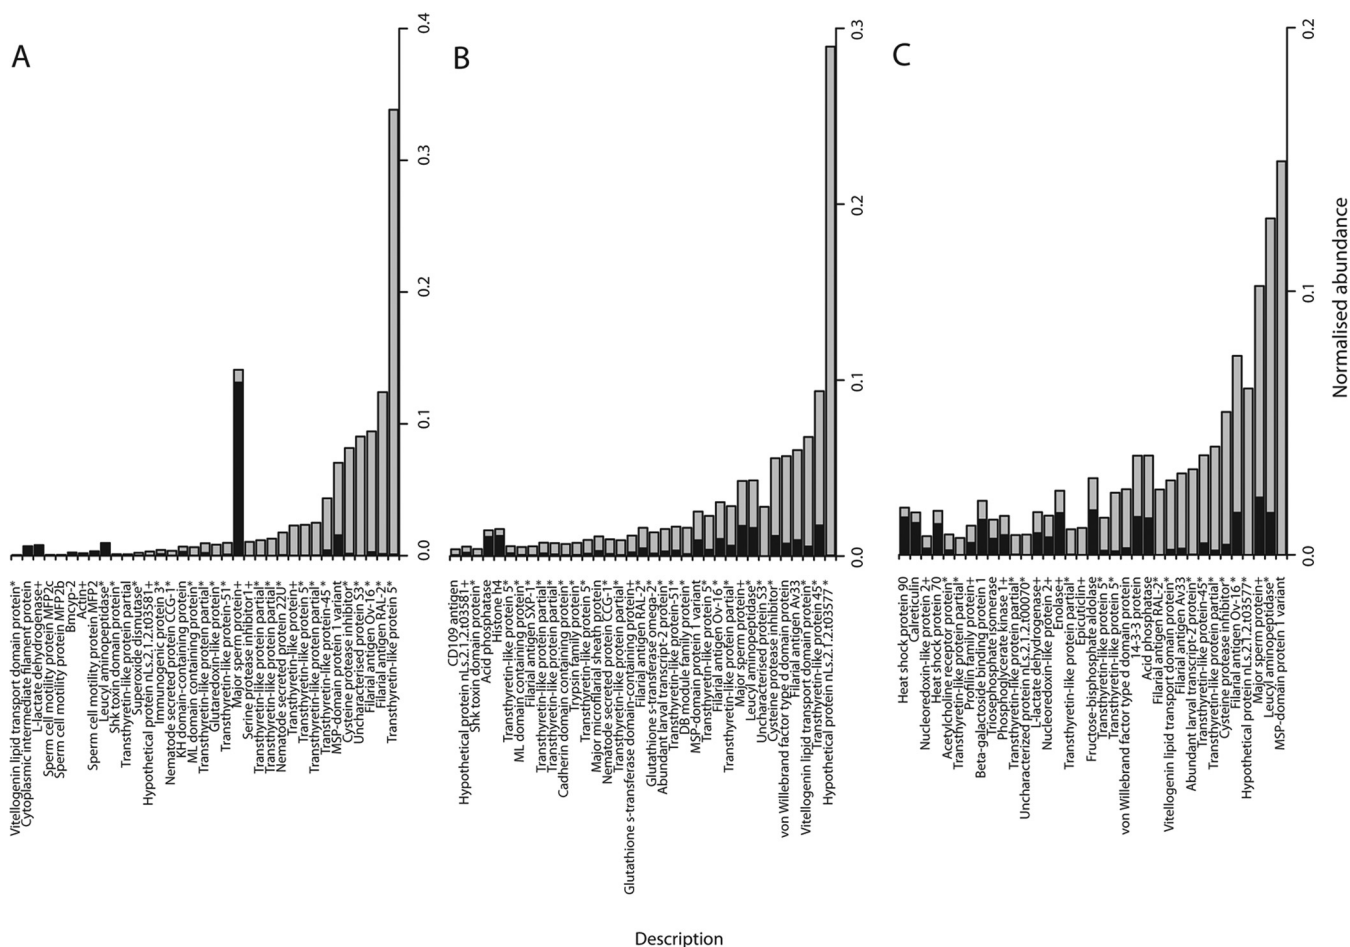 A
0.4
0.3
0.2
0.1
0.0
Vitellogenin lipid transport domain protein*
Cytoplasmic intermediate filament protein
L-lactate dehydrogenase+
Sperm cell motility protein MFP2c
Sperm cell motility protein MFP2b
Bmcyp-2
Actin+
Sperm cell motility protein MFP2
Leucyl aminopeptidase*
Shk toxin domain protein*
Transthyretin-like protein partial
Superoxide dismutase*
Hypothetical protein nLs.2.1.2.t03581+
Immunogenic protein 3*
Nematode secreted protein CCG-1*
KH domain-containing protein
ML domain containing protein*
Transthyretin-like protein partial*
Glutaredoxin-like protein*
Transthyretin-like protein-51*
Major sperm protein+
Serine protease inhibitor1+
Transthyretin-like protein partial*
Transthyretin-like protein partial*
Nematode secreted protein 22U*
Transthyretin-like protein+
Transthyretin-like protein 5*
Transthyretin-like protein partial*
Transthyretin-like protein-45*
MSP-domain protein 1 variant
Cysteine protease inhibitor*
Uncharacterised protein S3*
Filarial antigen Ov-16 *
Filarial antigen RAL-2*
Transthyretin-like protein 5*
B
0.3
0.2
0.1
0.0
CD109 antigen
Hypothetical protein nLs.2.1.2.t03581+
Shk toxin domain protein*
Acid phosphatase
Histone h4
Transthyretin-like protein 5*
ML domain containing protein*
Filarial antigen SXP-1*
Transthyretin-like protein partial
Transthyretin-like protein partial*
Cadherin domain containing protein*
Trypsin family protein*
Transthyretin-like protein 5*
Major microfilaria sheath protein
Nematode secreted protein CCG-1*
Transthyretin-like protein partial*
Glutathione s-transferase domain-containing protein+
Filarial antigen RAL-2*
Glutathione s-transferase omega-2*
Abundant larval transcript-2 protein*
Transthyretin-like protein-51*
DB module family protein*
MSP-domain protein 1 variant
Transthyretin-like protein 5*
Filarial antigen Ov-16 *
Transthyretin-like protein partial*
Major sperm protein+
Leucyl aminopeptidase*
Uncharacterised protein S3*
Cysteine protease inhibitor*
von Willebrand factor type d domain protein
Filarial antigen Av33
Vitellogenin lipid transport domain protein*
Transthyretin-like protein 45*
Hypothetical protein nLs.2.1.2.t03577*
C
0.2
0.1
0.0
Heat shock protein 90
Calreticulin
Nucleoredoxin-like protein 2+
Heat shock protein 70
Acetylcholine receptor protein*
Transthyretin-like protein partial*
Profilin family protein+
Beta-galactoside binding proteins 1
Triosephosphate isomerase
Phosphoglycerate kinase 1+
Transthyretin-like protein partial*
Uncharacterized protein nLs.2.1.2.t00070*
L-lactate dehydrogenase+
Nucleoredoxin-like protein 2+
Enolase+
Transthyretin-like protein partial*
Epicuticlin+
Fructose-bisphosphate aldolase
Transthyretin-like protein 5*
Transthyretin-like protein 5*
von Willebrand factor type d domain protein
14-3-3 protein
Acid phosphatase
Filarial antigen RAL-2*
Vitellogenin lipid transport domain protein*
Filarial antigen Av33
Abundant larval transcript-2 protein*
Transthyretin-like protein-45*
Transthyretin-like protein partial*
Cysteine protease inhibitor*
Filarial antigen Ov-16 *
Hypothetical protein nLs.2.1.2.t03577*
Major sperm protein+
Leucyl aminopeptidase*
MSP-domain protein 1 variant
Normalised abundance
Description